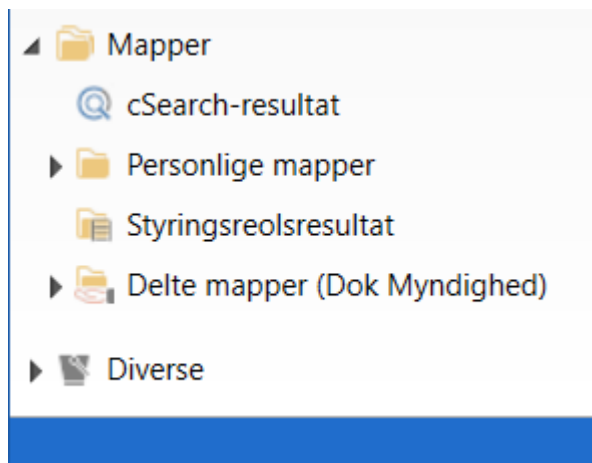 Mapper
cSearch-resultat
Personlige mapper
Styringsreolsresultat
Delte mapper (Dok Myndighed)
Diverse